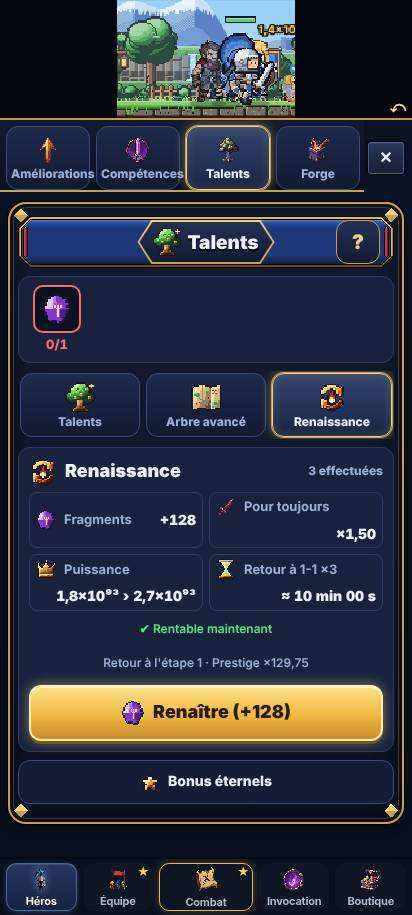 1,4×10
Améliorations
Compétences
Talents
Forge
×
Talents
?
0/1
Talents
Arbre avancé
Renaissance
Renaissance
3 effectuées
Fragments +128
Pour toujours
×1,50
Puissance
1,8×10⁹³ › 2,7×10⁹³
Retour à 1-1 ×3
≈ 10 min 00 s
✔ Rentable maintenant
Retour à l'étape 1 · Prestige ×129,75
Renaître (+128)
Bonus éternels
Héros
Équipe
Combat
Invocation
Boutique